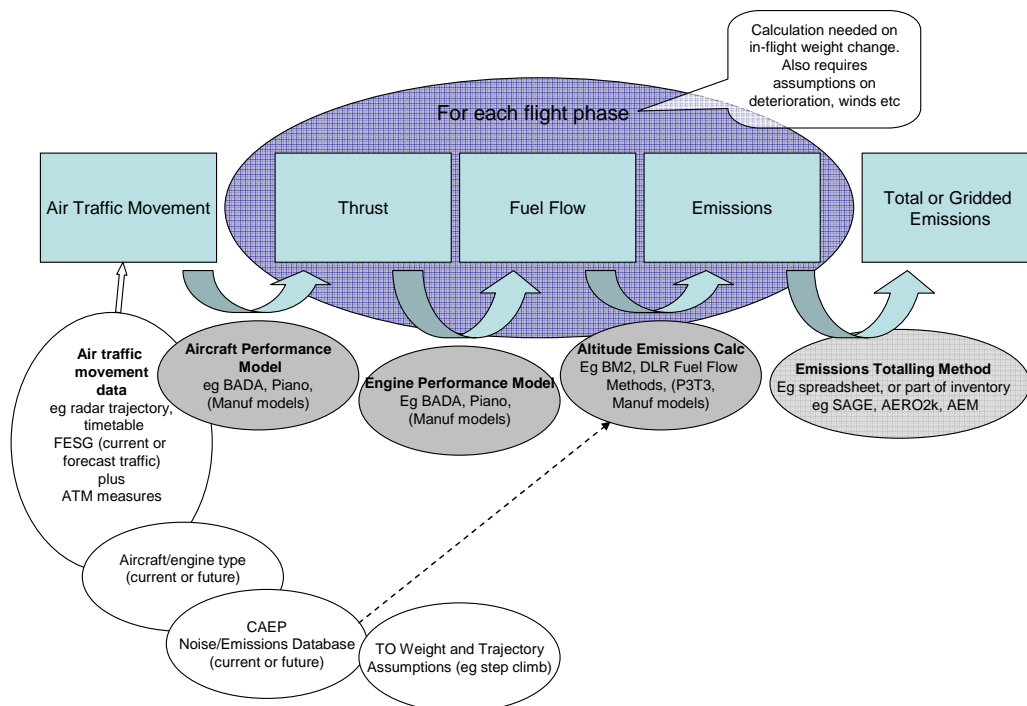 Calculation needed on
in-flight weight change.
Also requires
assumptions on
deterioration, winds etc
For each flight phase
Air Traffic Movement
Thrust
Fuel Flow
Emissions
Total or Gridded
Emissions
Air traffic
movement
data
eg radar trajectory,
timetable
FESG (current or
forecast traffic)
plus
ATM measures
Aircraft Performance
Model
eg BADA, Piano,
(Manuf models)
Engine Performance Model
Eg BADA, Piano,
(Manuf models)
Altitude Emissions Calc
Eg BM2, DLR Fuel Flow
Methods, (P3T3,
Manuf models)
Emissions Totalling Method
Eg spreadsheet, or part of inventory
eg SAGE, AERO2k, AEM
Aircraft/engine type
(current or future)
CAEP
Noise/Emissions Database
(current or future)
TO Weight and Trajectory
Assumptions (eg step climb)